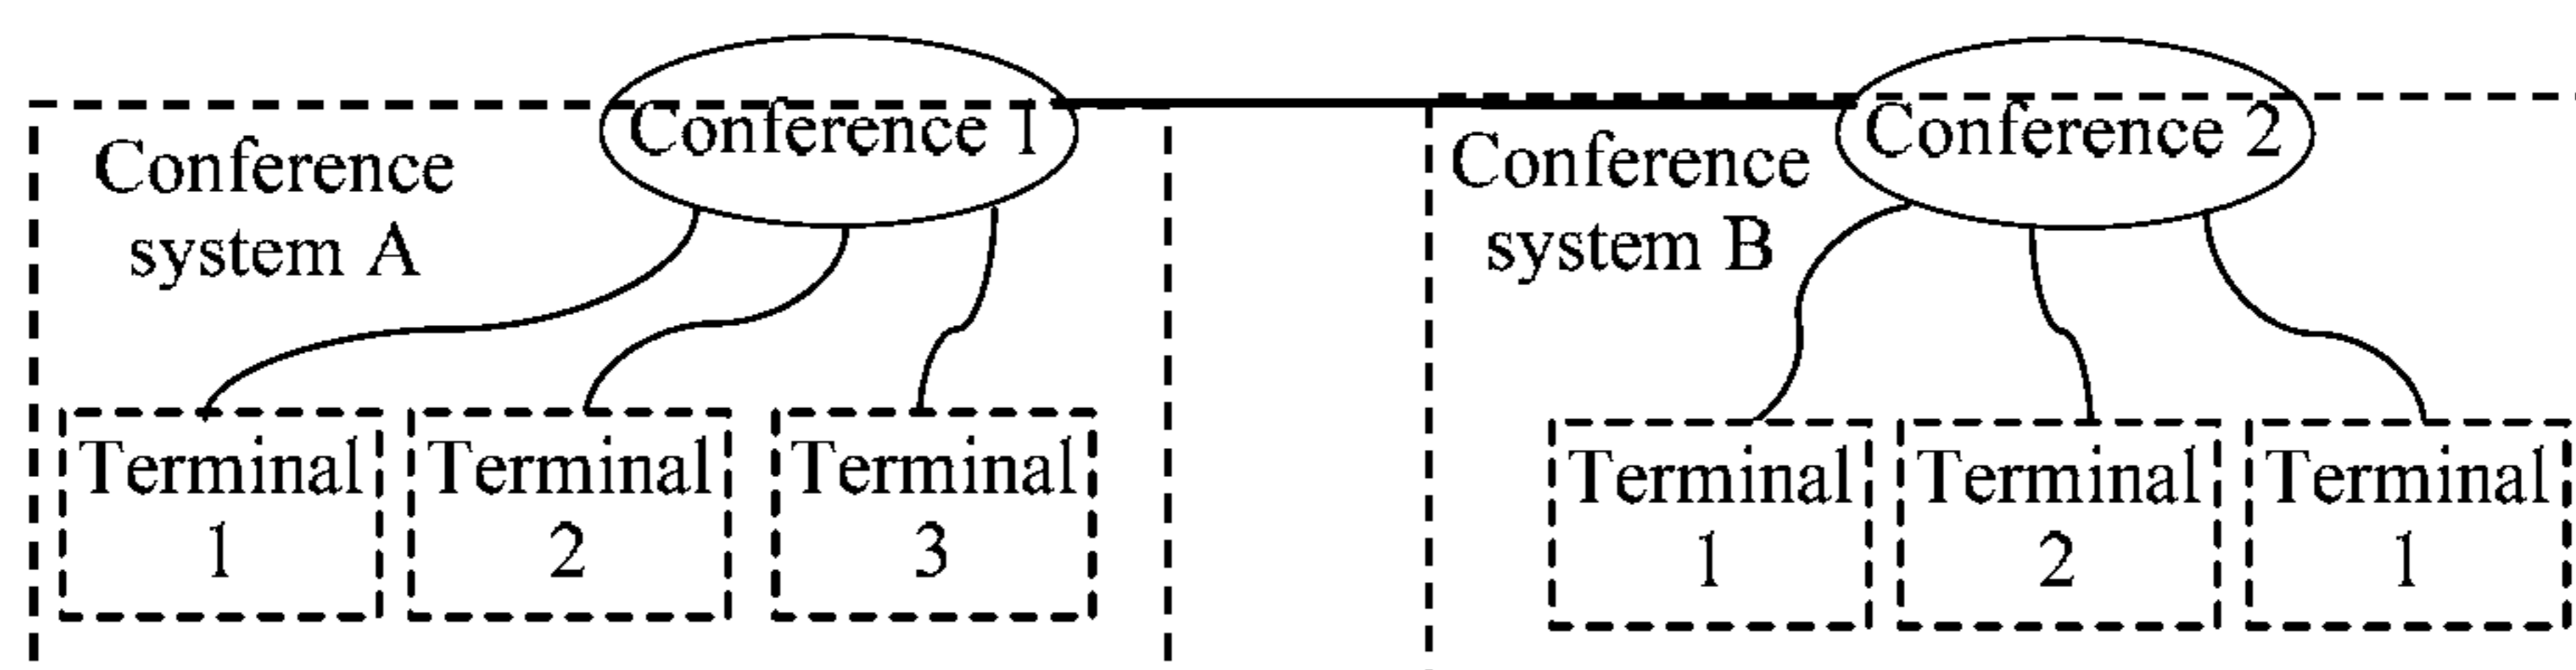 Conference 1
Conference
system A
Terminal
1
Terminal
2
Terminal
3
Conference 2
Conference
system B
Terminal
1
Terminal
2
Terminal
1